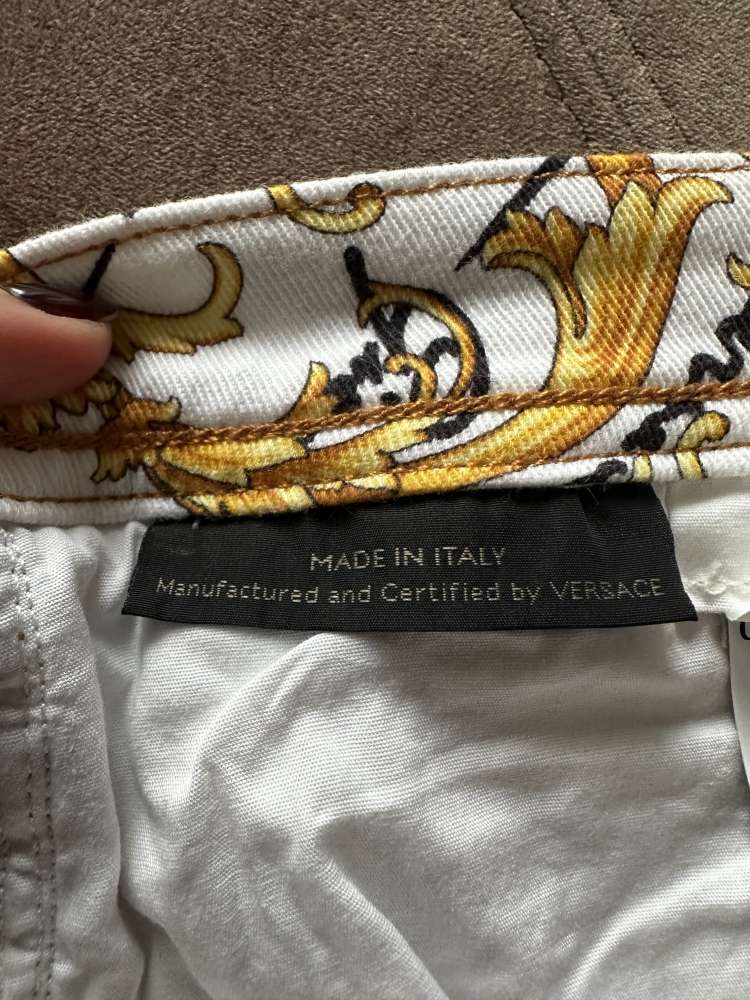 MADE IN ITALY
Manufactured and Certified by VERSACE